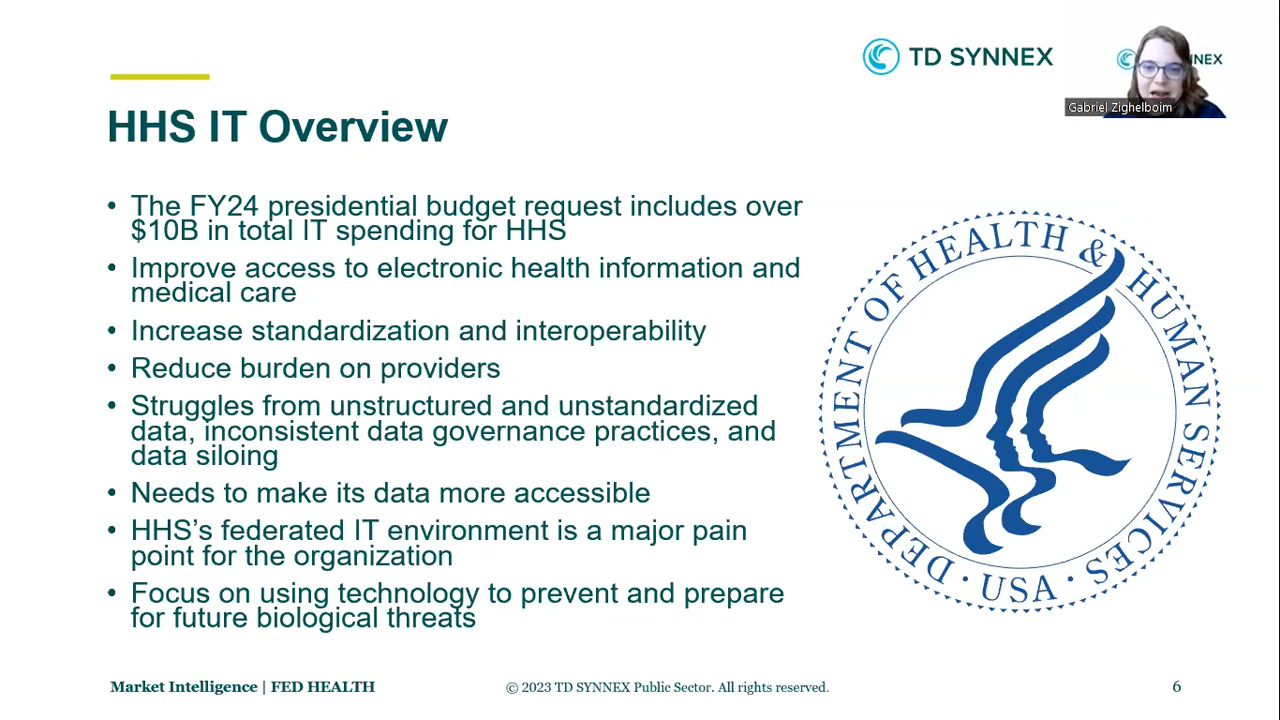 TD SYNNEX
NEX
Gabriel Zighelboim
HHS IT Overview
• The FY24 presidential budget request includes over
$10B in total IT spending for HHS
• Improve access to electronic health information and
medical care
• Increase standardization and interoperability
• Reduce burden on providers
• Struggles from unstructured and unstandardized
data, inconsistent data governance practices, and
data siloing
• Needs to make its data more accessible
• HHS's federated IT environment is a major pain
point for the organization
• Focus on using technology to prevent and prepare
for future biological threats
DEPARTMENT OF HEALTH & HUMAN SERVICES · USA ·
Market Intelligence | FED HEALTH
© 2023 TD SYNNEX Public Sector. All rights reserved.
6